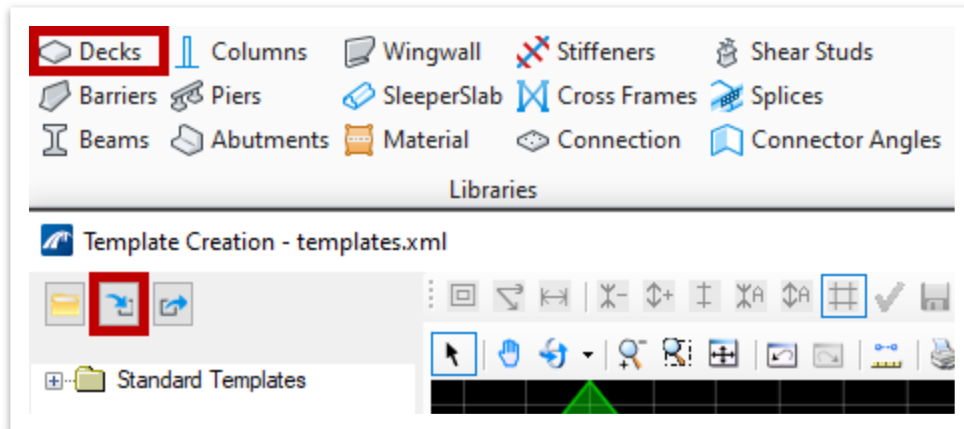 Decks Columns Wingwall Stiffeners Shear Studs
Barriers Piers SleeperSlab Cross Frames Splices
Beams Abutments Material Connection Connector Angles
Libraries
Template Creation - templates.xml
Standard Templates